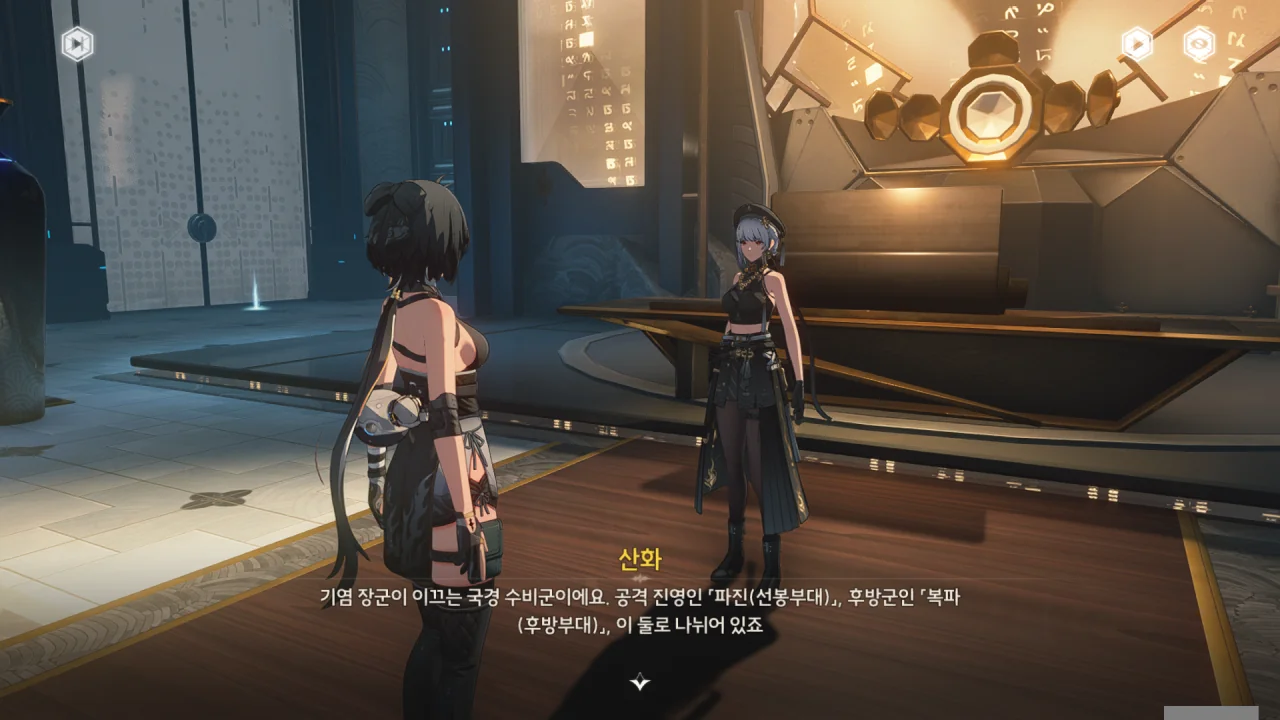 산화
기염 장군이 이끄는 국경 수비군이에요. 공격 진영인 「파진(선봉부대)」, 후방군인 「복파
(후방부대)」, 이 둘로 나뉘어 있죠